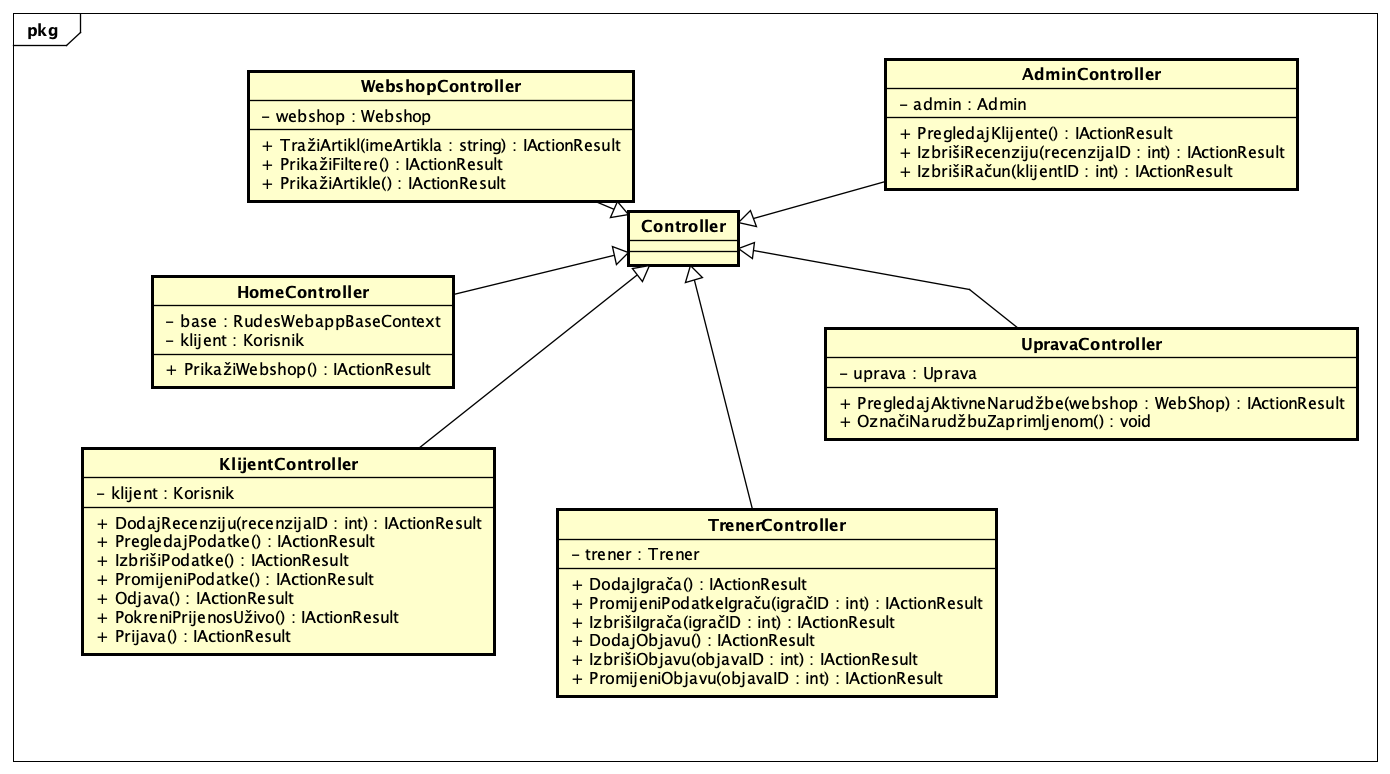 pkg
WebshopController
– webshop : Webshop
+ TražiArtikl(imeArtikla : string) : IActionResult
+ PrikažiFiltere() : IActionResult
+ PrikažiArtikle() : IActionResult
AdminController
– admin : Admin
+ PregledajKlijente() : IActionResult
+ IzbrišiRecenziju(recenzijaID : int) : IActionResult
+ IzbrišiRačun(klijentID : int) : IActionResult
Controller
HomeController
– base : RudesWebappBaseContext
– klijent : Korisnik
+ PrikažiWebshop() : IActionResult
UpravaController
– uprava : Uprava
+ PregledajAktivneNarudžbe(webshop : WebShop) : IActionResult
+ OznačiNarudžbuZaprimljenom() : void
KlijentController
– klijent : Korisnik
+ DodajRecenziju(recenzijaID : int) : IActionResult
+ PregledajPodatke() : IActionResult
+ IzbrišiPodatke() : IActionResult
+ PromijeniPodatke() : IActionResult
+ Odjava() : IActionResult
+ PokreniPrijenosUživo() : IActionResult
+ Prijava() : IActionResult
TrenerController
– trener : Trener
+ DodajIgrača() : IActionResult
+ PromijeniPodatkeIgraču(igračID : int) : IActionResult
+ IzbrišiIgrača(igračID : int) : IActionResult
+ DodajObjavu() : IActionResult
+ IzbrišiObjavu(objavaID : int) : IActionResult
+ PromijeniObjavu(objavaID : int) : IActionResult